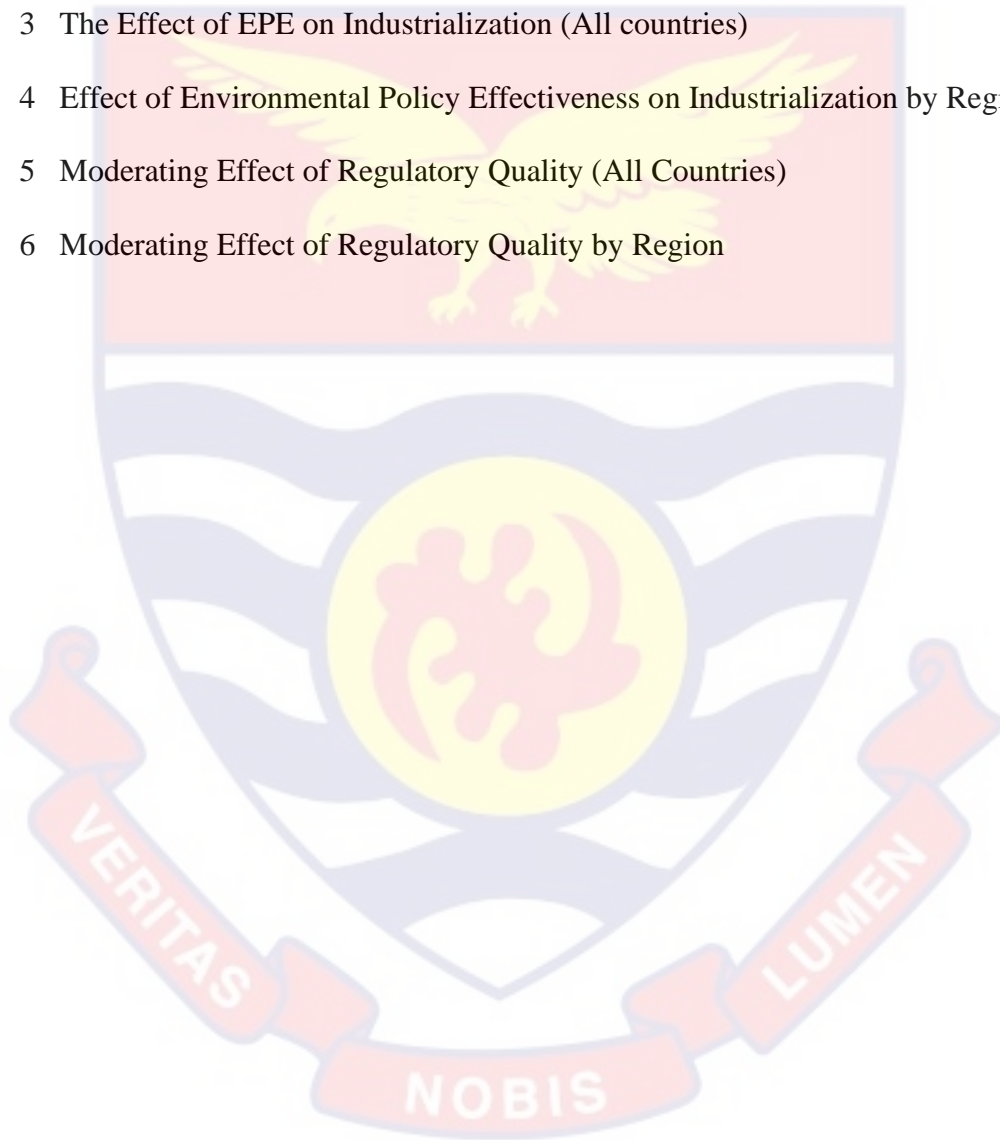 3 The Effect of EPE on Industrialization (All countries)
4 Effect of Environmental Policy Effectiveness on Industrialization by Regi
5 Moderating Effect of Regulatory Quality (All Countries)
6 Moderating Effect of Regulatory Quality by Region
VERITAS
NOBIS
LUMEN